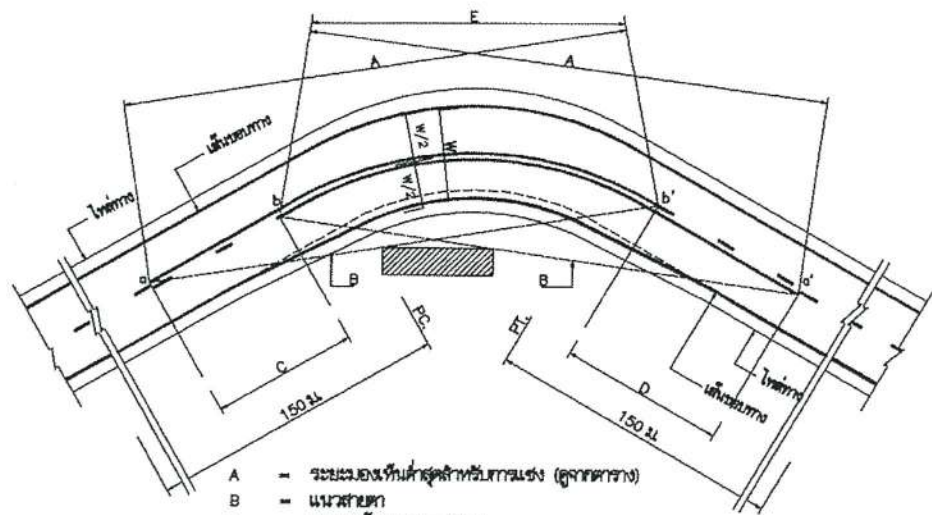 E
A
A
W/2
W
W/2
เส้นขอบทาง
ไหล่ทาง
b
b'
a
a'
B
B
P.C.
P.T.
C
D
150 ม.
150 ม.
ไหล่ทาง
เส้นขอบทาง
A = ระยะมองเห็นต่ำสุดสำหรับการแซง (ดูจากตาราง)
B = แนวสายตา